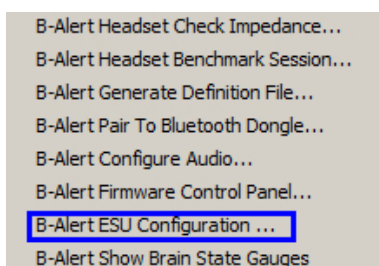 B-Alert Headset Check Impedance...
B-Alert Headset Benchmark Session...
B-Alert Generate Definition File...
B-Alert Pair To Bluetooth Dongle...
B-Alert Configure Audio...
B-Alert Firmware Control Panel...
B-Alert ESU Configuration ...
B-Alert Show Brain State Gauges